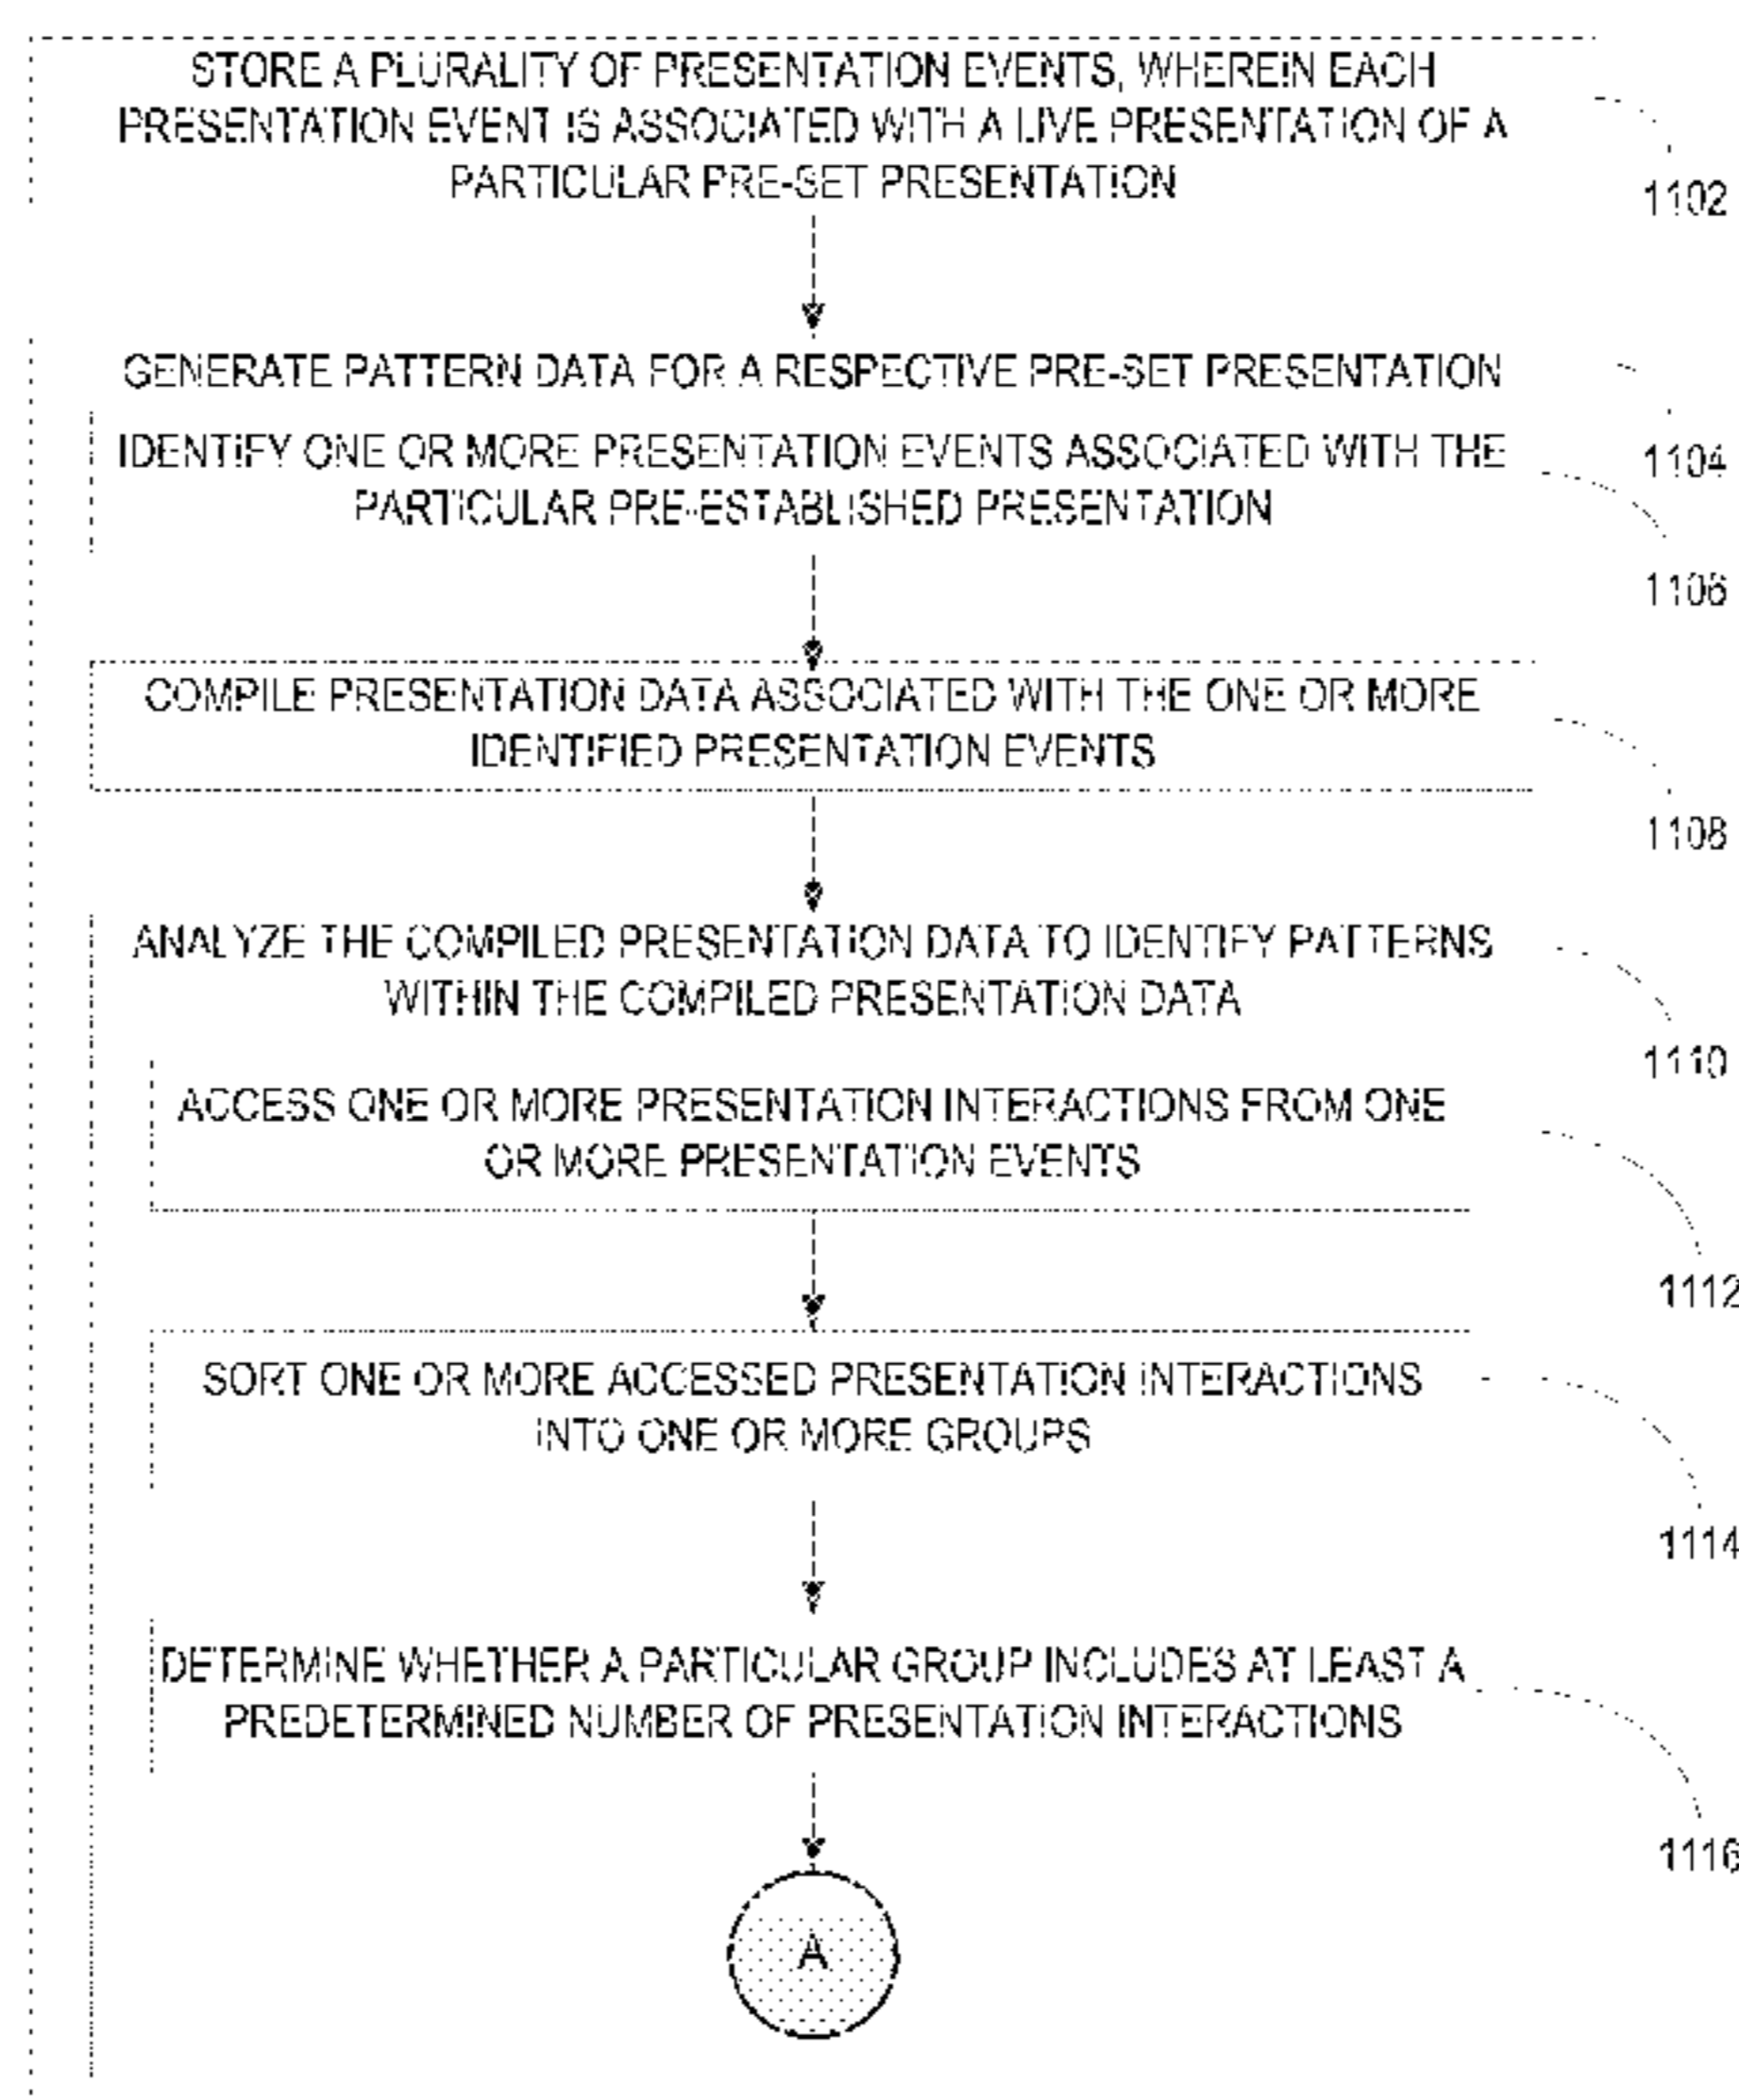 STORE A PLURALITY OF PRESENTATION EVENTS, WHEREIN EACH
PRESENTATION EVENT IS ASSOCIATED WITH A LIVE PRESENTATION OF A
PARTICULAR PRE-SET PRESENTATION
1102
GENERATE PATTERN DATA FOR A RESPECTIVE PRE-SET PRESENTATION
1104
IDENTIFY ONE OR MORE PRESENTATION EVENTS ASSOCIATED WITH THE
PARTICULAR PRE-ESTABLISHED PRESENTATION
1106
COMPILE PRESENTATION DATA ASSOCIATED WITH THE ONE OR MORE
IDENTIFIED PRESENTATION EVENTS
1108
ANALYZE THE COMPILED PRESENTATION DATA TO IDENTIFY PATTERNS
WITHIN THE COMPILED PRESENTATION DATA
1110
ACCESS ONE OR MORE PRESENTATION INTERACTIONS FROM ONE
OR MORE PRESENTATION EVENTS
1112
SORT ONE OR MORE ACCESSED PRESENTATION INTERACTIONS
INTO ONE OR MORE GROUPS
1114
DETERMINE WHETHER A PARTICULAR GROUP INCLUDES AT LEAST A
PREDETERMINED NUMBER OF PRESENTATION INTERACTIONS
1116
A